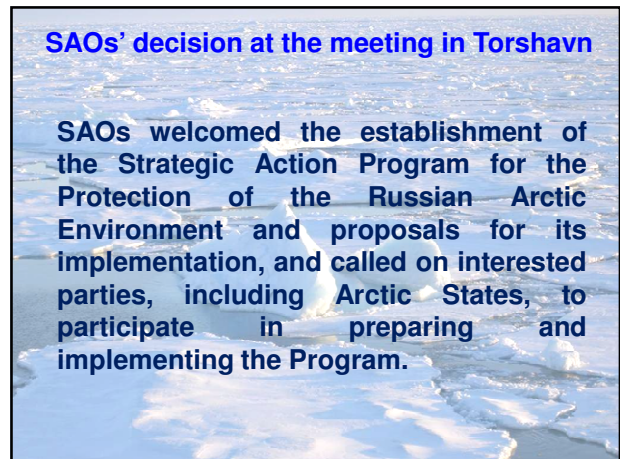 SAOs' decision at the meeting in Torshavn
SAOs welcomed the establishment of
the Strategic Action Program for the
Protection of the Russian Arctic
Environment and proposals for its
implementation, and called on interested
parties, including Arctic States, to
participate in preparing and
implementing the Program.